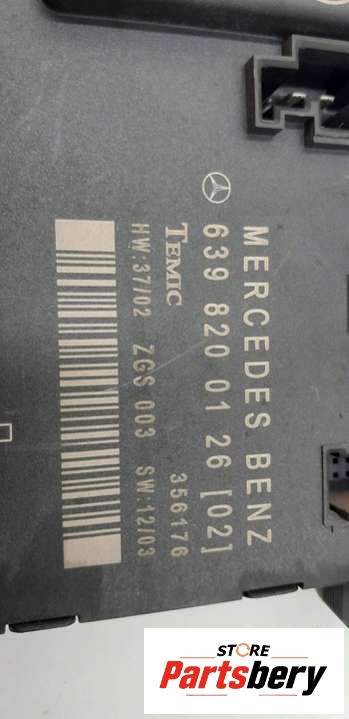 MERCEDES BENZ
639 820 01 26 [02]
TEMIC 356176
HW:37/02 ZGS 003 SW:12/03
STORE
Partsbery